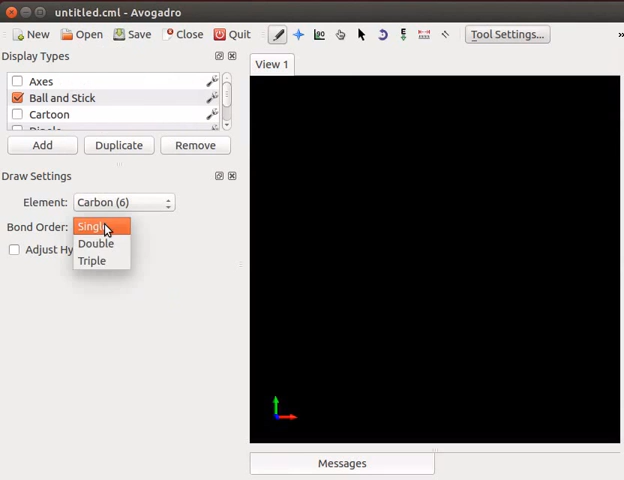 untitled.cml - Avogadro
New Open Save Close Quit Tool Settings... »
Display Types
View 1
Axes
Ball and Stick
Cartoon
Add Duplicate Remove
Draw Settings
Element: Carbon (6)
Bond Order: Single
Double
Adjust Hy
Triple
Messages